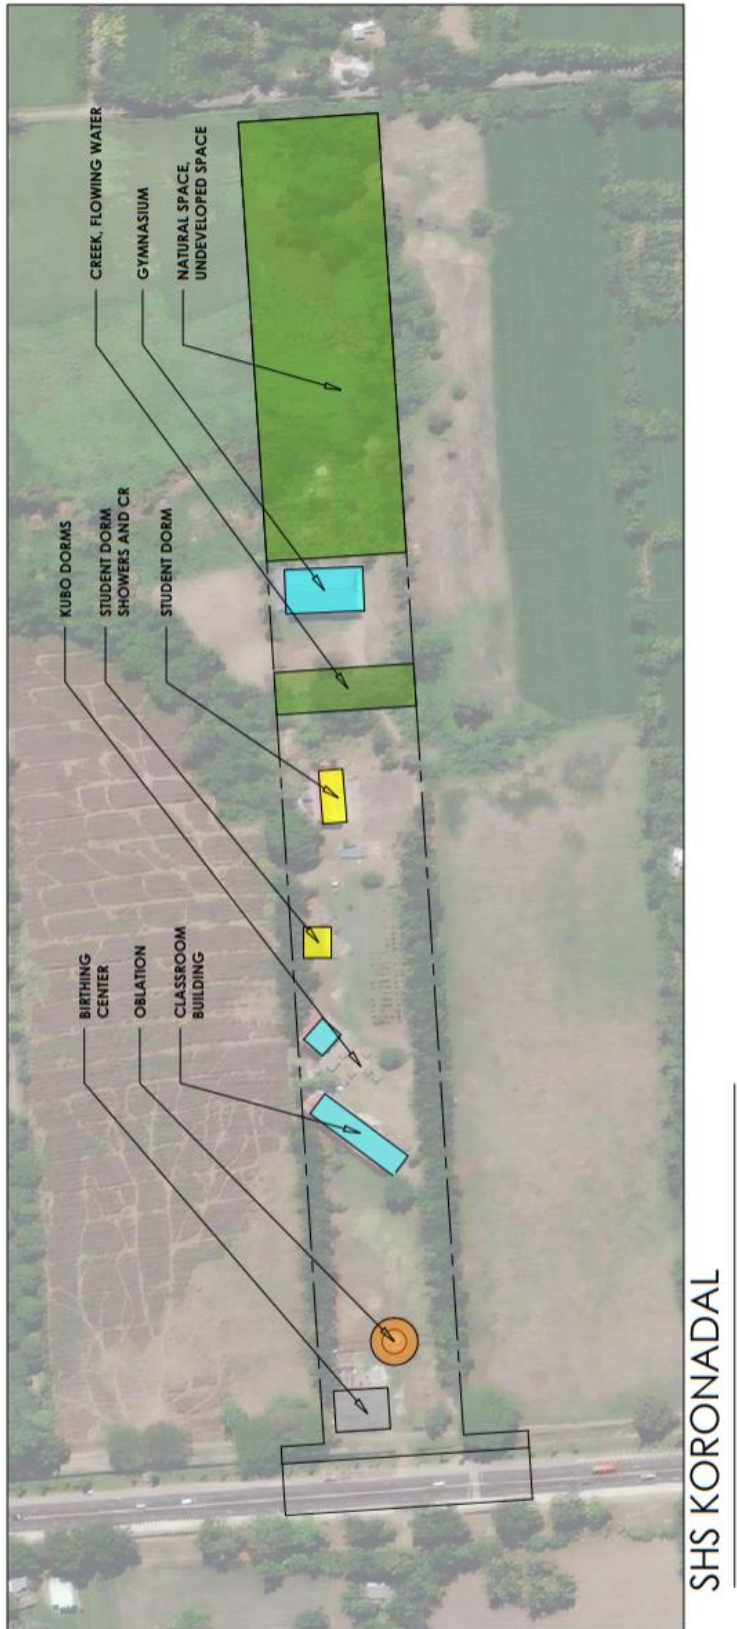 BIRTHING
CENTER
OBLATION
CLASSROOM
BUILDING
KUBO DORMS
STUDENT DORM
SHOWERS AND CR
STUDENT DORM
CREEK, FLOWING WATER
GYMNASIUM
NATURAL SPACE,
UNDEVELOPED SPACE
SHS KORONADAL